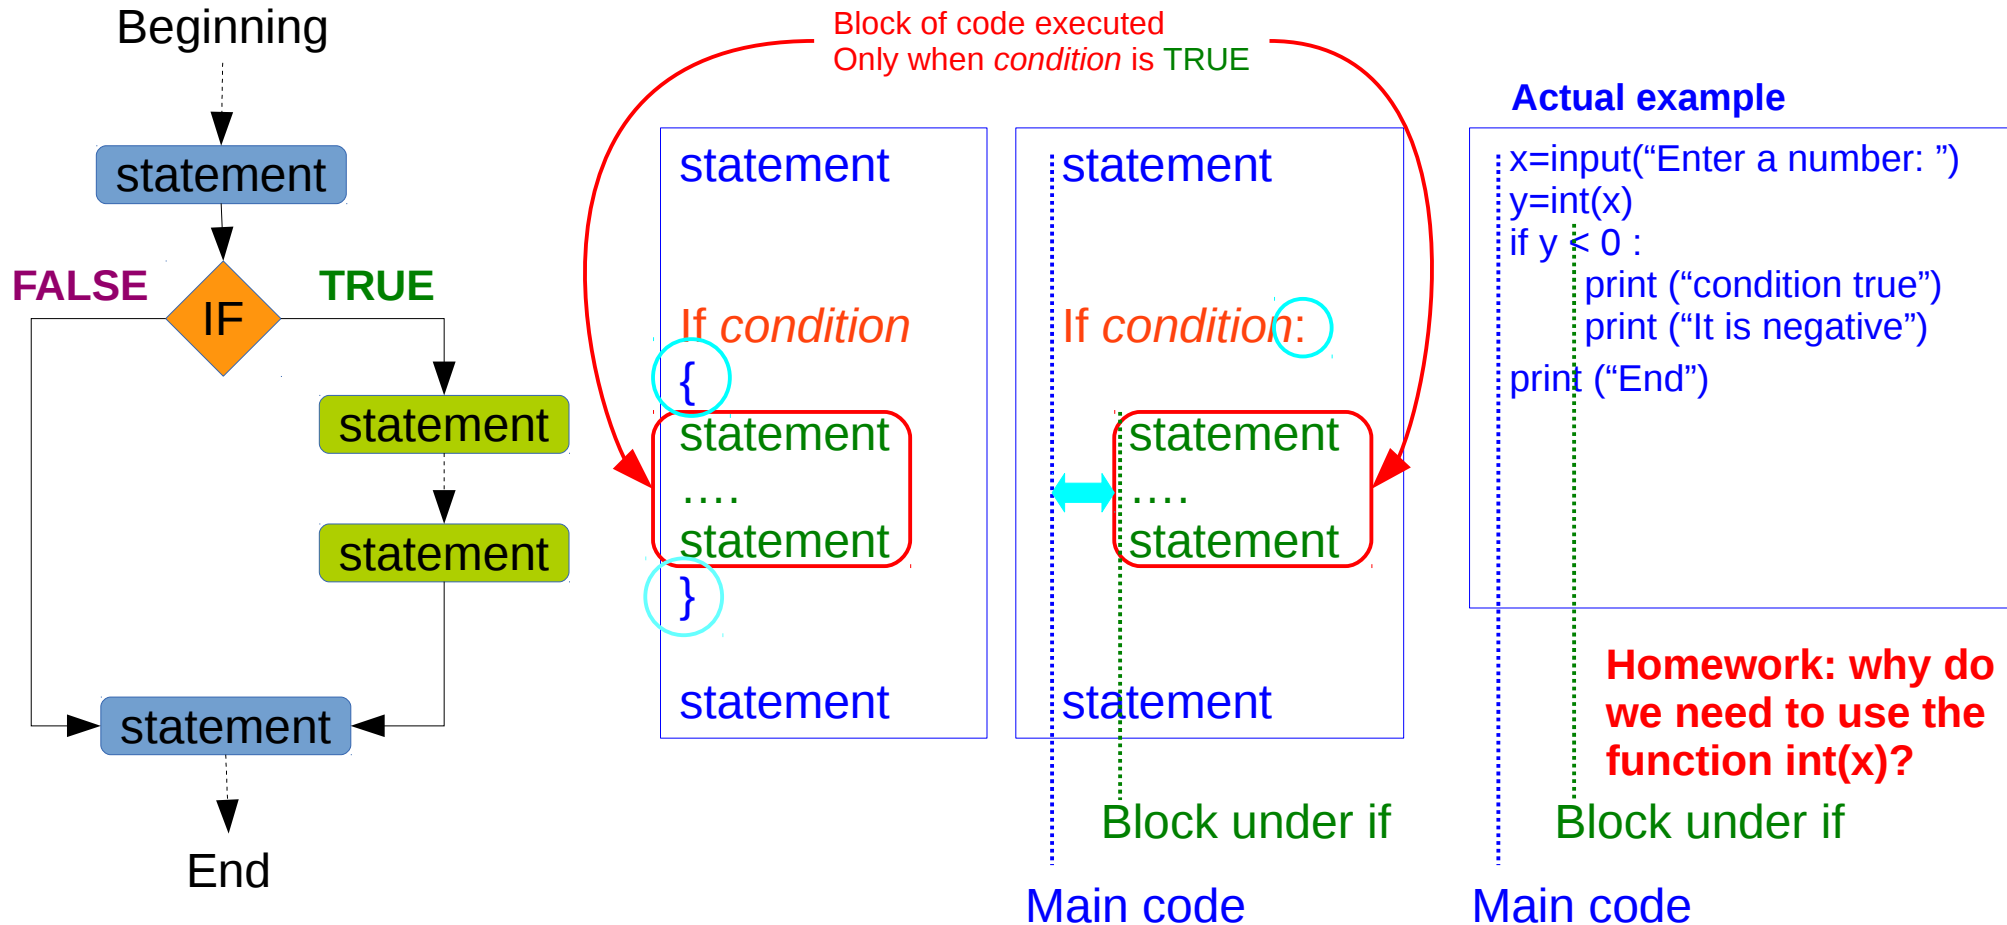 Beginning
statement
FALSE
TRUE
IF
statement
statement
statement
End
Block of code executed
Only when condition is TRUE
statement
If condition
{
statement
....
statement
}
statement
statement
If condition:
statement
....
statement
statement
Block under if
Main code
Actual example
x=input(“Enter a number: ”)
y=int(x)
if y < 0 :
print (“condition true”)
print (“It is negative”)
print (“End”)
Homework: why do
we need to use the
function int(x)?
Block under if
Main code